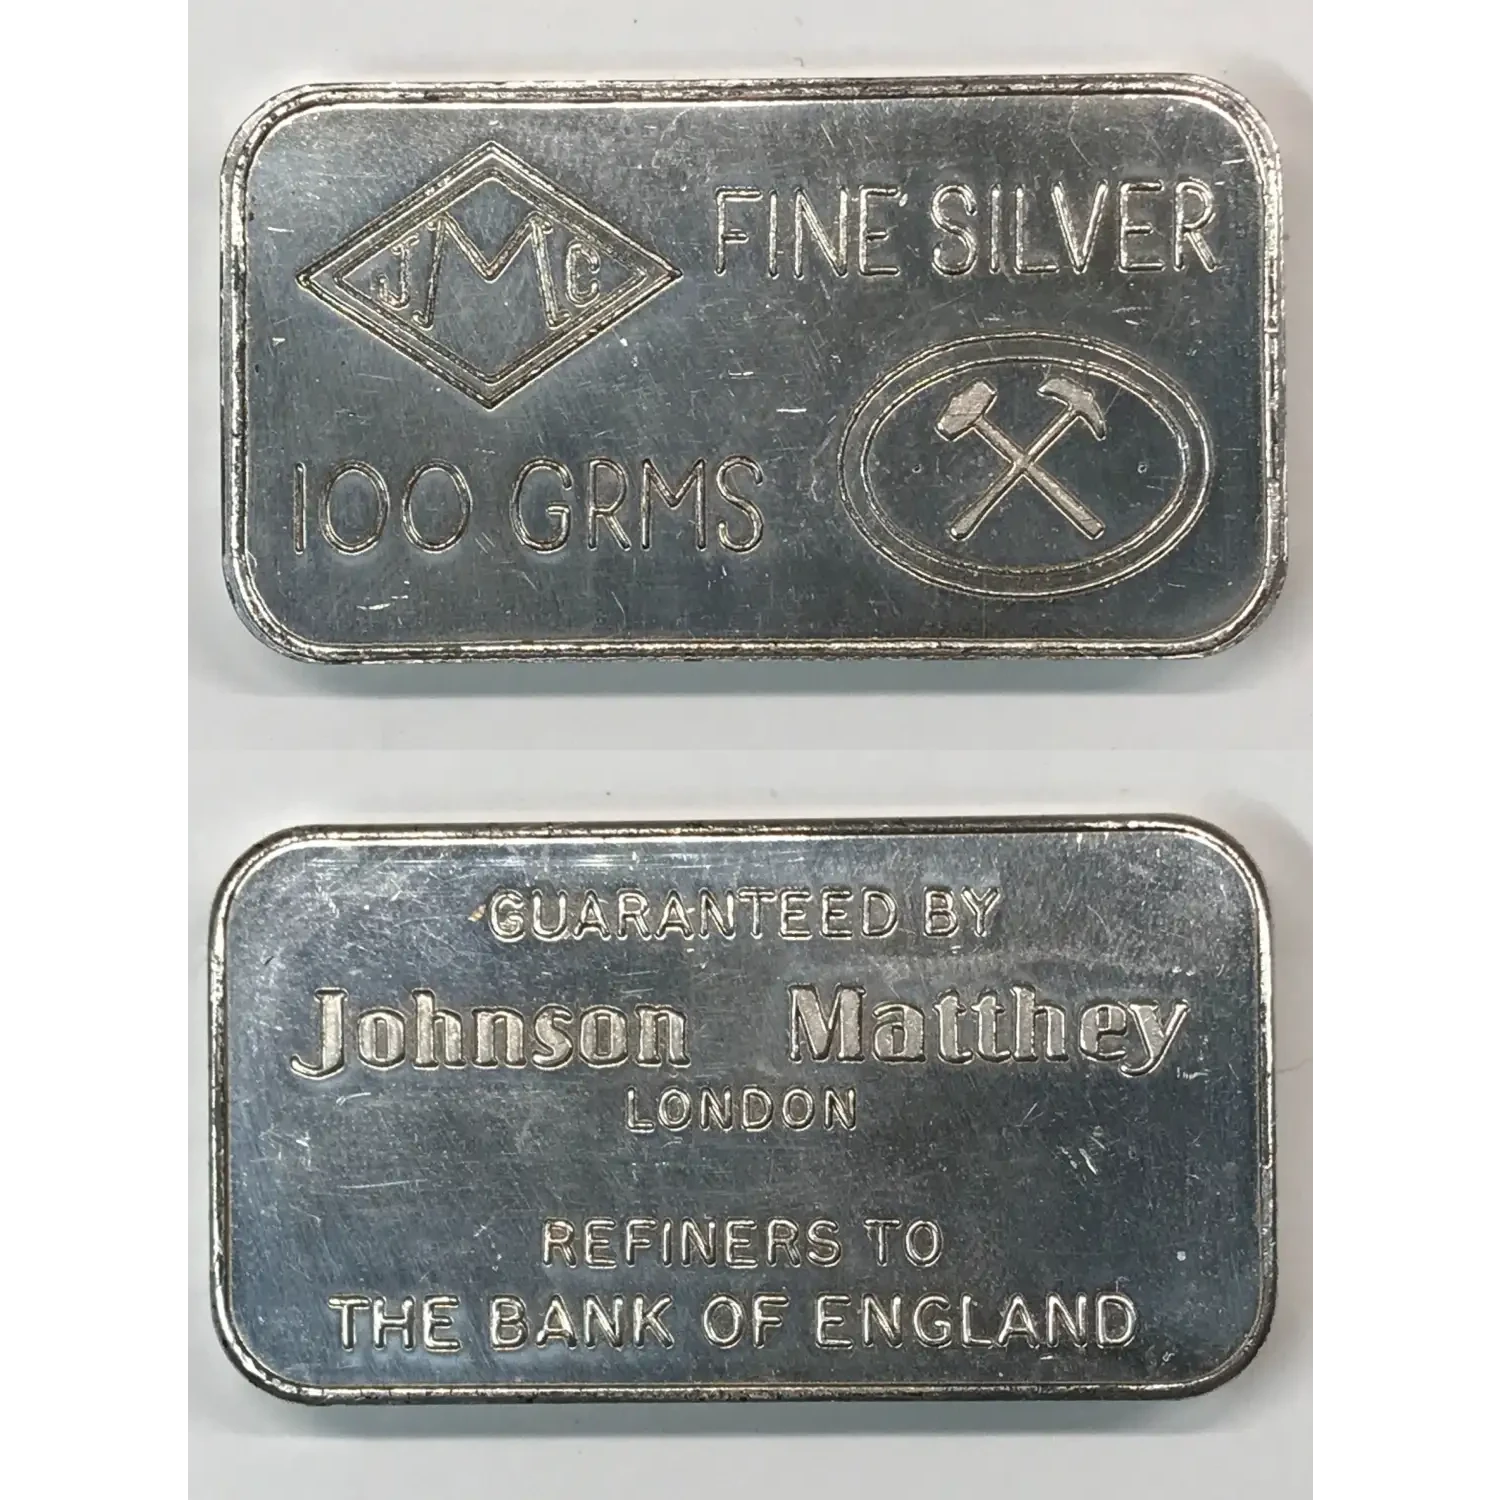 JMC
FINE SILVER
100 GRMS
GUARANTEED BY
Johnson Matthey
LONDON
REFINERS TO
THE BANK OF ENGLAND